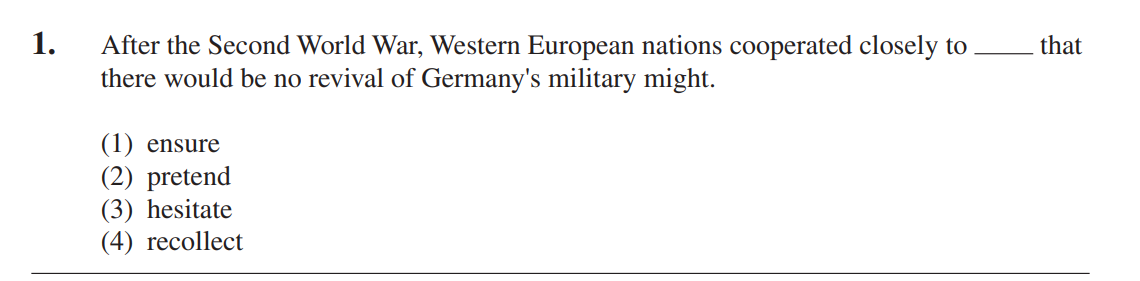 1. After the Second World War, Western European nations cooperated closely to _____ that
there would be no revival of Germany's military might.
(1) ensure
(2) pretend
(3) hesitate
(4) recollect